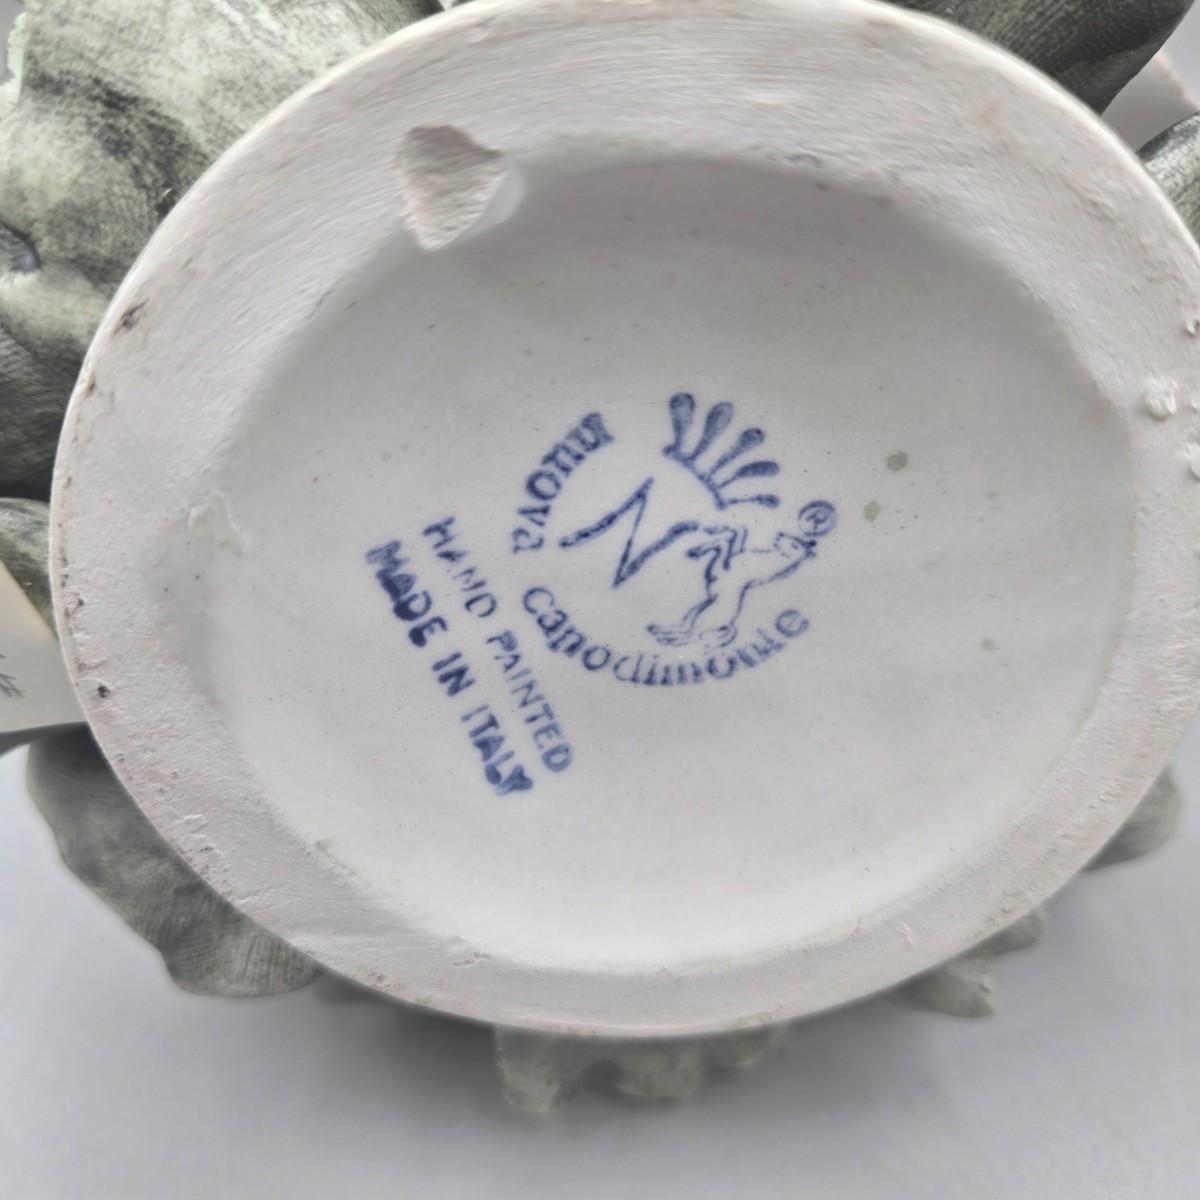 nuova
N
®
capodimonte
HAND PAINTED
MADE IN ITALY